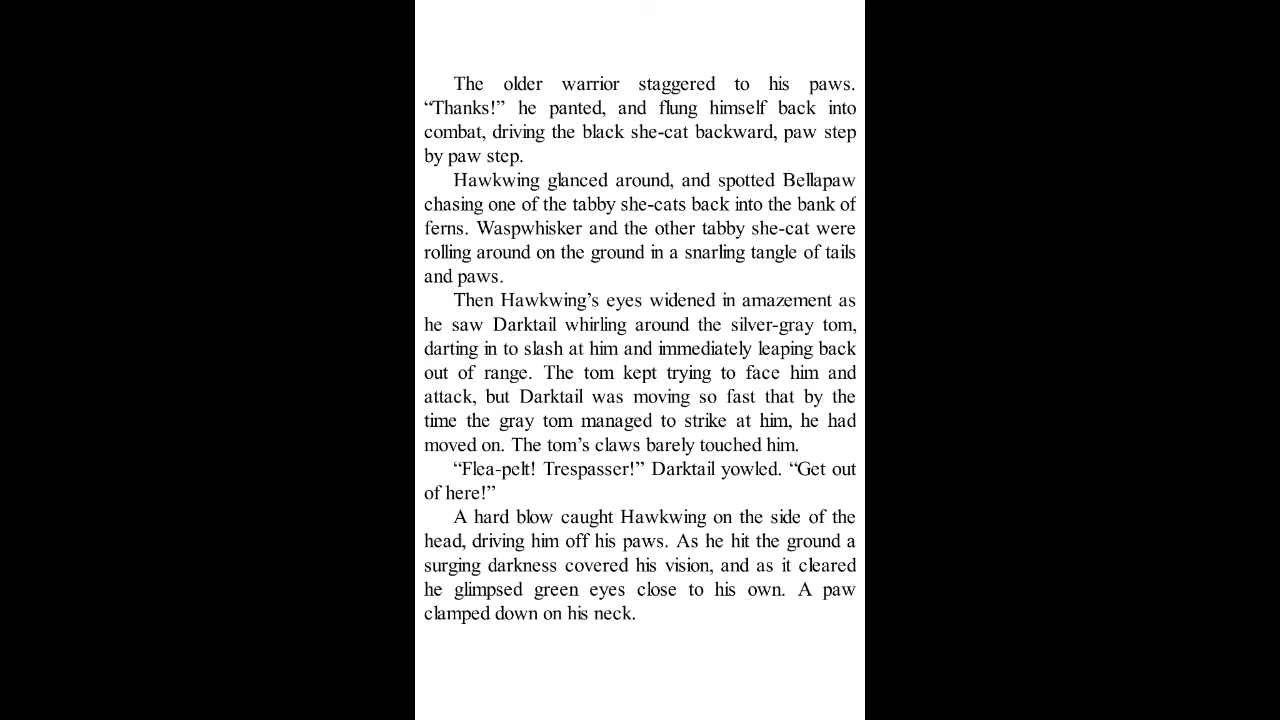 The older warrior staggered to his paws.
“Thanks!” he panted, and flung himself back into
combat, driving the black she-cat backward, paw step
by paw step.
Hawkwing glanced around, and spotted Bellapaw
chasing one of the tabby she-cats back into the bank of
ferns. Waspwhisker and the other tabby she-cat were
rolling around on the ground in a snarling tangle of tails
and paws.
Then Hawkwing’s eyes widened in amazement as
he saw Darktail whirling around the silver-gray tom,
darting in to slash at him and immediately leaping back
out of range. The tom kept trying to face him and
attack, but Darktail was moving so fast that by the
time the gray tom managed to strike at him, he had
moved on. The tom’s claws barely touched him.
“Flea-pelt! Trespasser!” Darktail yowled. “Get out
of here!”
A hard blow caught Hawkwing on the side of the
head, driving him off his paws. As he hit the ground a
surging darkness covered his vision, and as it cleared
he glimpsed green eyes close to his own. A paw
clamped down on his neck.